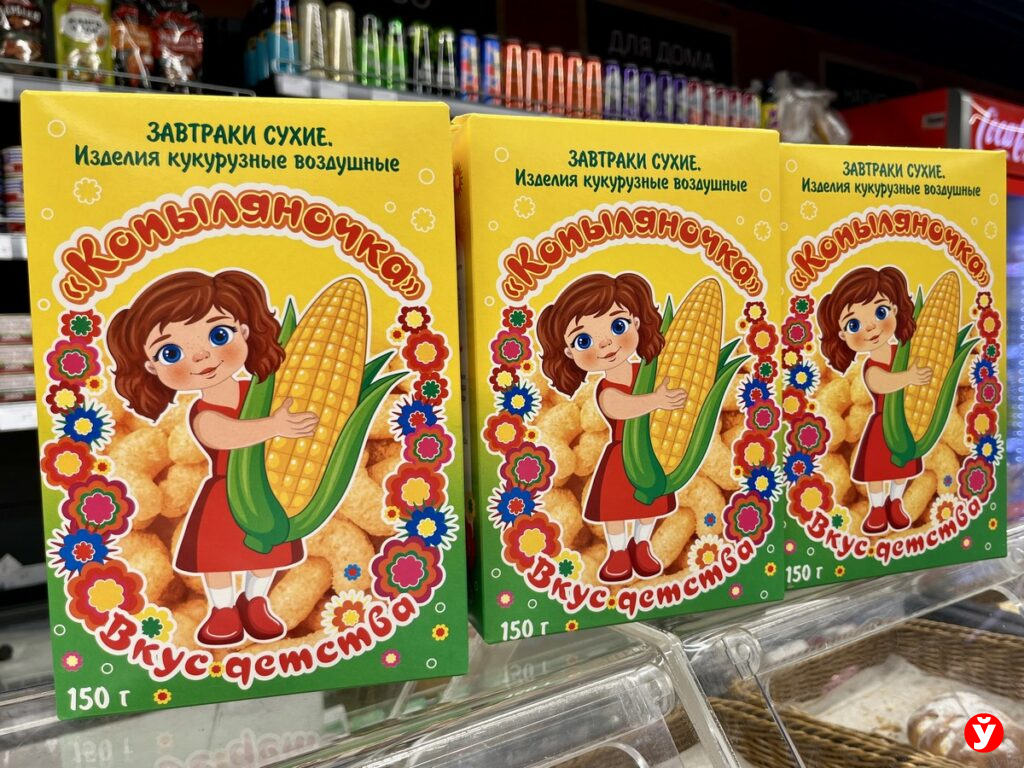 ДЛЯ ДОМА
ЗАВТРАКИ СУХИЕ.
Изделия кукурузные воздушные
«Копыляночка»
Вкус детства
150 г
ЗАВТРАКИ СУХИЕ.
Изделия кукурузные воздушные
«Копыляночка»
Вкус детства
150 г
ЗАВТРАКИ СУХИЕ.
Изделия кукурузные воздушные
«Копыляночка»
Вкус детства
150 г
ў